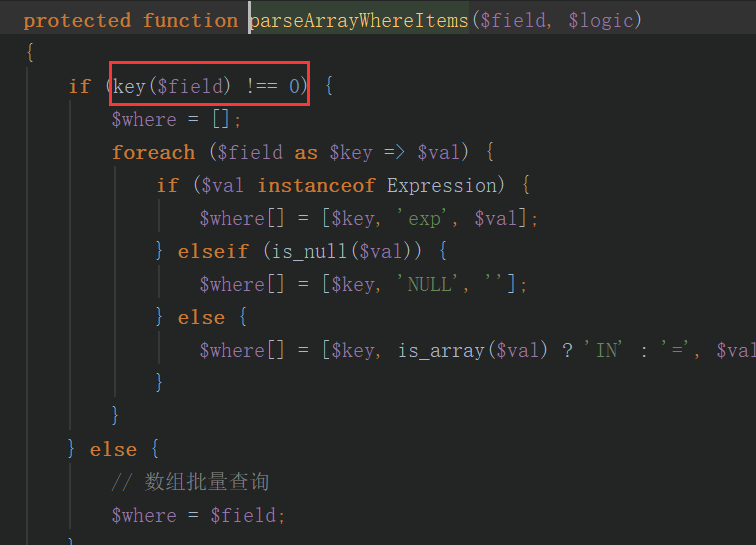 protected function parseArrayWhereItems($field, $logic)
{
if (key($field) !== 0) {
$where = [];
foreach ($field as $key => $val) {
if ($val instanceof Expression) {
$where[] = [$key, 'exp', $val];
} elseif (is_null($val)) {
$where[] = [$key, 'NULL', ''];
} else {
$where[] = [$key, is_array($val) ? 'IN' : '=', $val
}
}
} else {
// 数组批量查询
$where = $field;
}